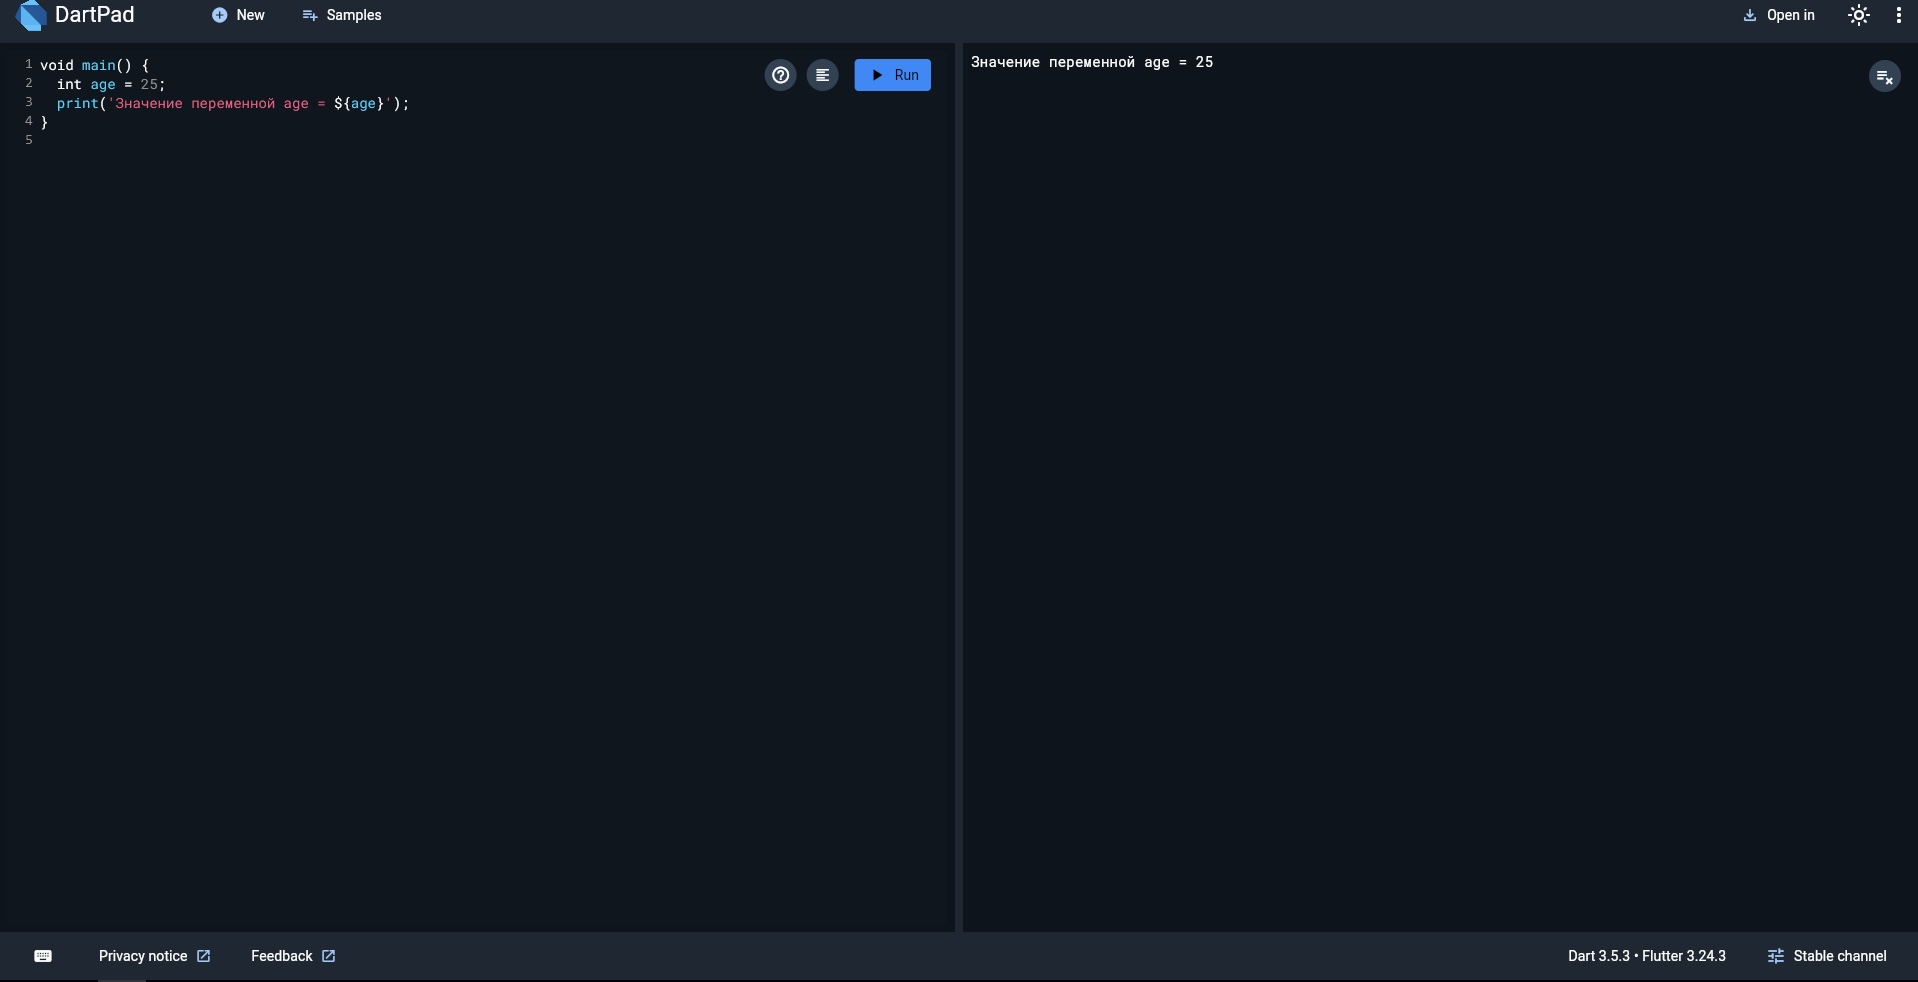 DartPad
New
Samples
Open in
1 void main() {
2   int age = 25;
3   print('Значение переменной age = ${age}');
4 }
5
Run
Значение переменной age = 25
Privacy notice
Feedback
Dart 3.5.3 • Flutter 3.24.3
Stable channel